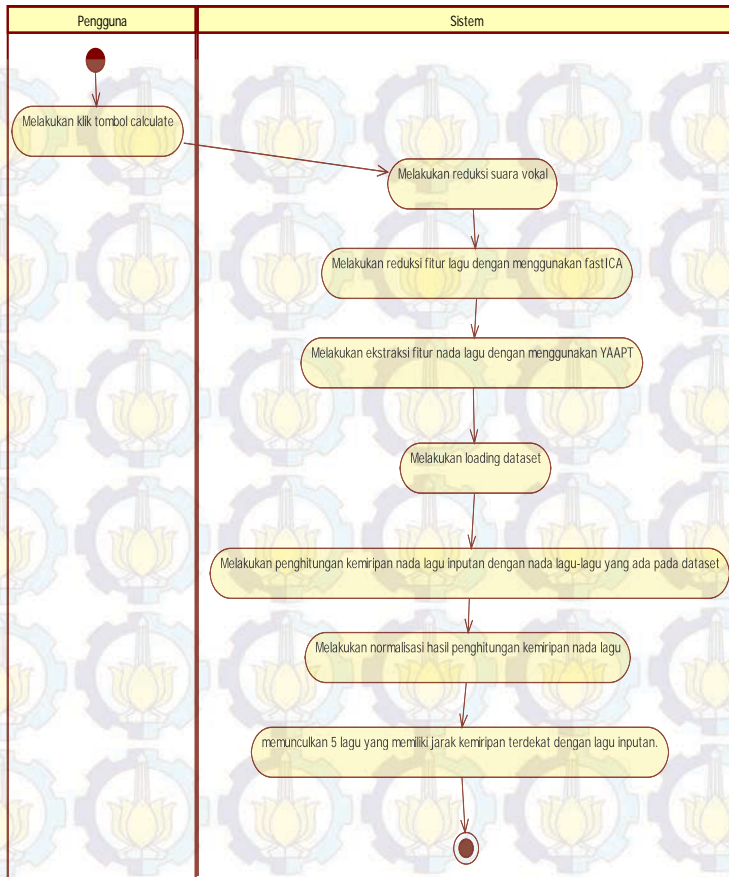 Pengguna
Sistem
Melakukan klik tombol calculate
Melakukan reduksi suara vokal
Melakukan reduksi fitur lagu dengan menggunakan fastICA
Melakukan ekstraksi fitur nada lagu dengan menggunakan YAAPT
Melakukan loading dataset
Melakukan penghitungan kemiripan nada lagu inputan dengan nada lagu-lagu yang ada pada dataset
Melakukan normalisasi hasil penghitungan kemiripan nada lagu
memunculkan 5 lagu yang memiliki jarak kemiripan terdekat dengan lagu inputan.